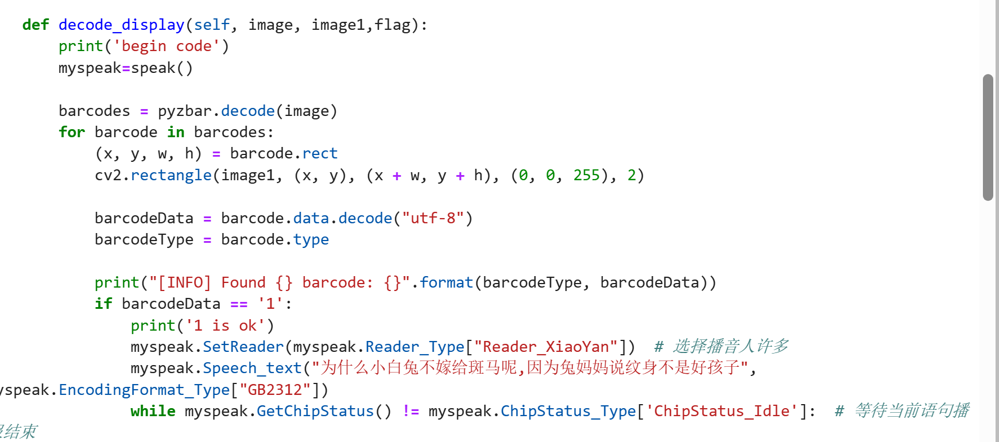 def decode_display(self, image, image1,flag):
print('begin code')
myspeak=speak()
barcodes = pyzbar.decode(image)
for barcode in barcodes:
(x, y, w, h) = barcode.rect
cv2.rectangle(image1, (x, y), (x + w, y + h), (0, 0, 255), 2)
barcodeData = barcode.data.decode("utf-8")
barcodeType = barcode.type
print("[INFO] Found {} barcode: {}".format(barcodeType, barcodeData))
if barcodeData == '1':
print('1 is ok')
myspeak.SetReader(myspeak.Reader_Type["Reader_XiaoYan"])  # 选择播音人许多
myspeak.Speech_text("为什么小白兔不嫁给斑马呢,因为兔妈妈说纹身不是好孩子",
yspeak.EncodingFormat_Type["GB2312"])
while myspeak.GetChipStatus() != myspeak.ChipStatus_Type['ChipStatus_Idle']:  # 等待当前语句播
报结束